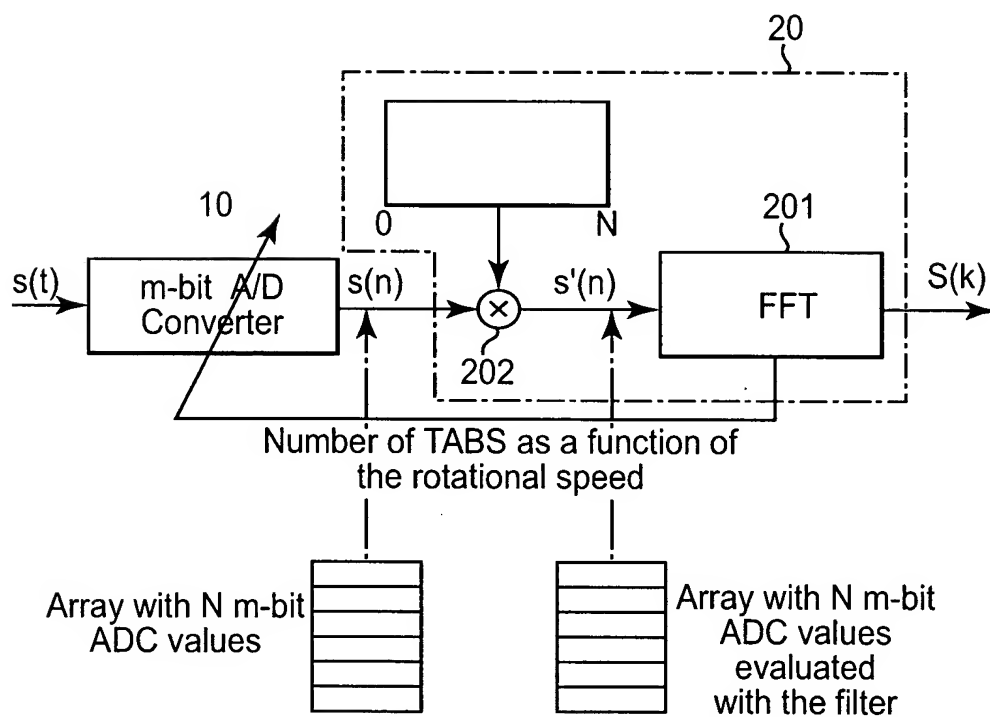 20
10
0
N
201
s(t)
m-bit A/D
Converter
s(n)
×
s'(n)
FFT
S(k)
202
Number of TABS as a function of
the rotational speed
Array with N m-bit
ADC values
Array with N m-bit
ADC values
evaluated
with the filter